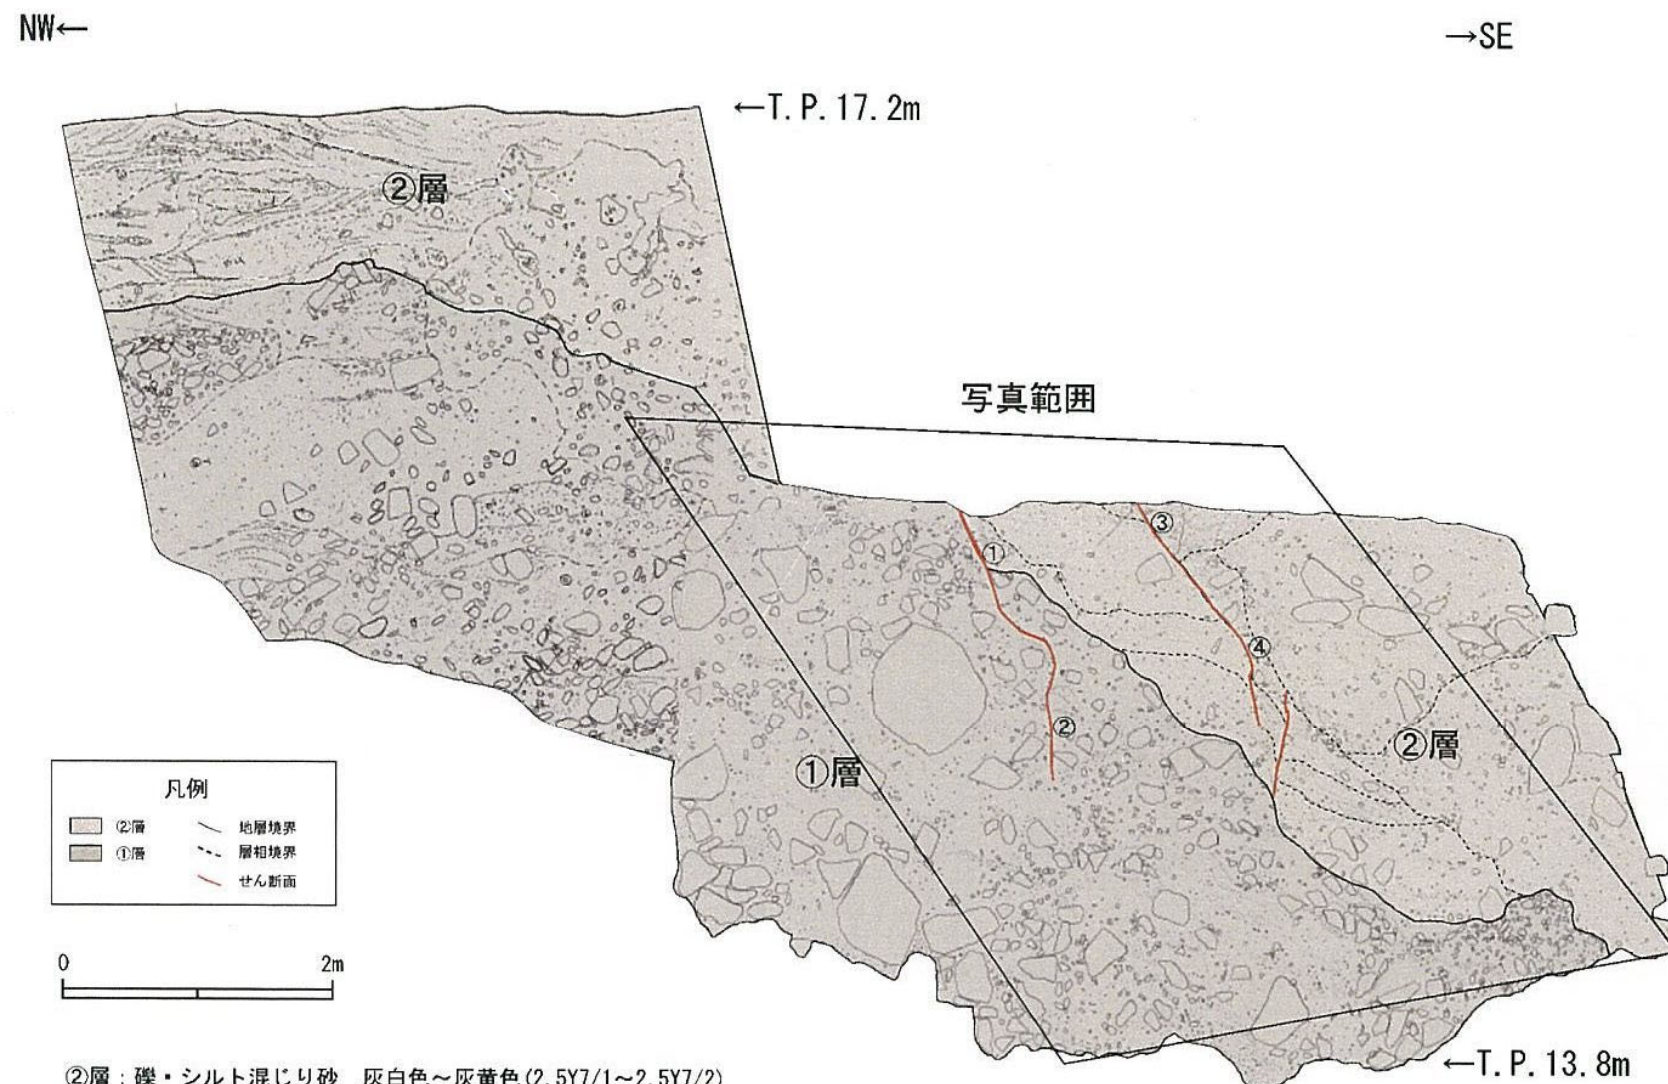 NW←
→SE
←T.P.17.2m
②層
写真範囲
③
①
④
②
②層
①層
凡例
②層
地層境界
①層
層相境界
せん断面
0 2m
←T.P.13.8m
②層：礫・シルト混じり砂 灰白色～灰黄色(2.5Y7/1～2.5Y7/2)